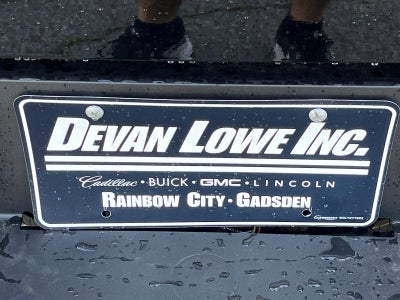 DEVAN LOWE INC.
Cadillac · BUICK · GMC · LINCOLN
RAINBOW CITY · GADSDEN